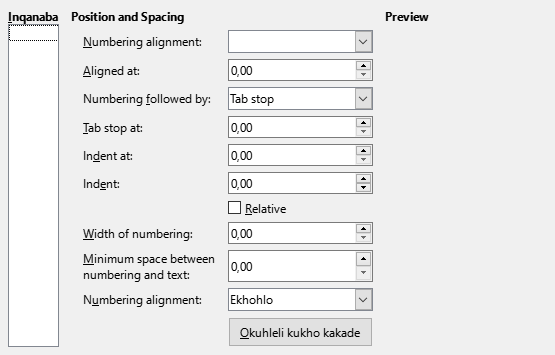 Inqanaba
Position and Spacing
Preview
Numbering alignment:
Aligned at: 0,00
Numbering followed by: Tab stop
Tab stop at: 0,00
Indent at: 0,00
Indent: 0,00
Relative
Width of numbering: 0,00
Minimum space between
numbering and text: 0,00
Numbering alignment: Ekhohlo
Okuhleli kukho kakade